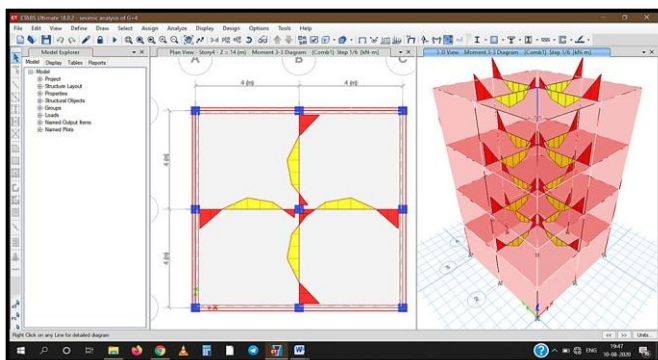 ETABS Ultimate 18.0.2 - seismic analysis of G+4
File Edit View Define Draw Select Assign Analyze Display Design Options Tools Help
Model Explorer
Plan View - Story4 - Z = 14 (m) Moment 3-3 Diagram (Comb1) Step 1/6 [kN-m]
3-D View Moment 3-3 Diagram (Comb1) Step 1/6 [kN-m]
Model Display Tables Reports
Model
Project
Structure Layout
Properties
Structural Objects
Groups
Loads
Named Output Items
Named Plots
A B C
4 (m) 4 (m)
4 (m)
4 (m)
X
Right Click on any Line for detailed diagram
<< >> Units...
ENG
19:47
10-08-2020